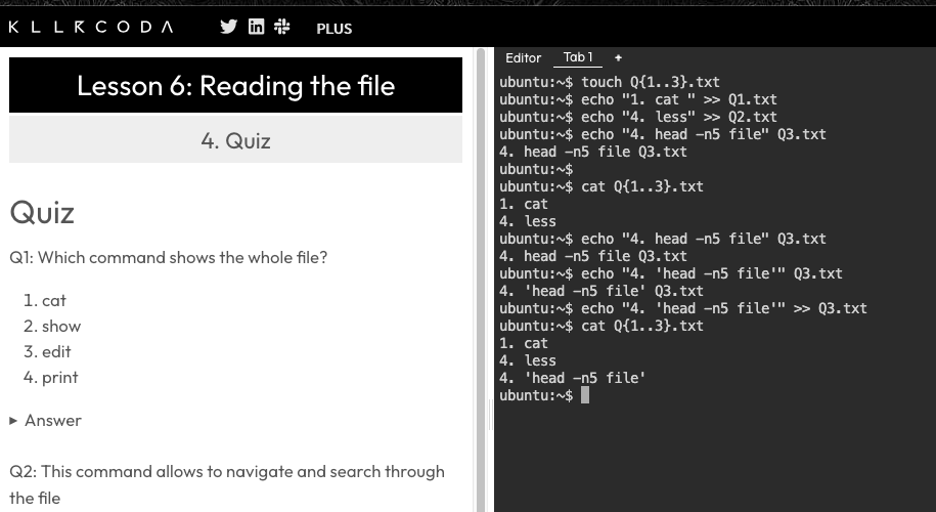 KILLERCODA
PLUS
Lesson 6: Reading the file
4. Quiz
Quiz
Q1: Which command shows the whole file?
1. cat
2. show
3. edit
4. print
▸ Answer
Q2: This command allows to navigate and search through
the file
Editor Tab 1 +
ubuntu:~$ touch Q{1..3}.txt
ubuntu:~$ echo "1. cat " >> Q1.txt
ubuntu:~$ echo "4. less" >> Q2.txt
ubuntu:~$ echo "4. head -n5 file" Q3.txt
4. head -n5 file Q3.txt
ubuntu:~$
ubuntu:~$ cat Q{1..3}.txt
1. cat
4. less
ubuntu:~$ echo "4. head -n5 file" Q3.txt
4. head -n5 file Q3.txt
ubuntu:~$ echo "4. 'head -n5 file'" Q3.txt
4. 'head -n5 file' Q3.txt
ubuntu:~$ echo "4. 'head -n5 file'" >> Q3.txt
ubuntu:~$ cat Q{1..3}.txt
1. cat
4. less
4. 'head -n5 file'
ubuntu:~$